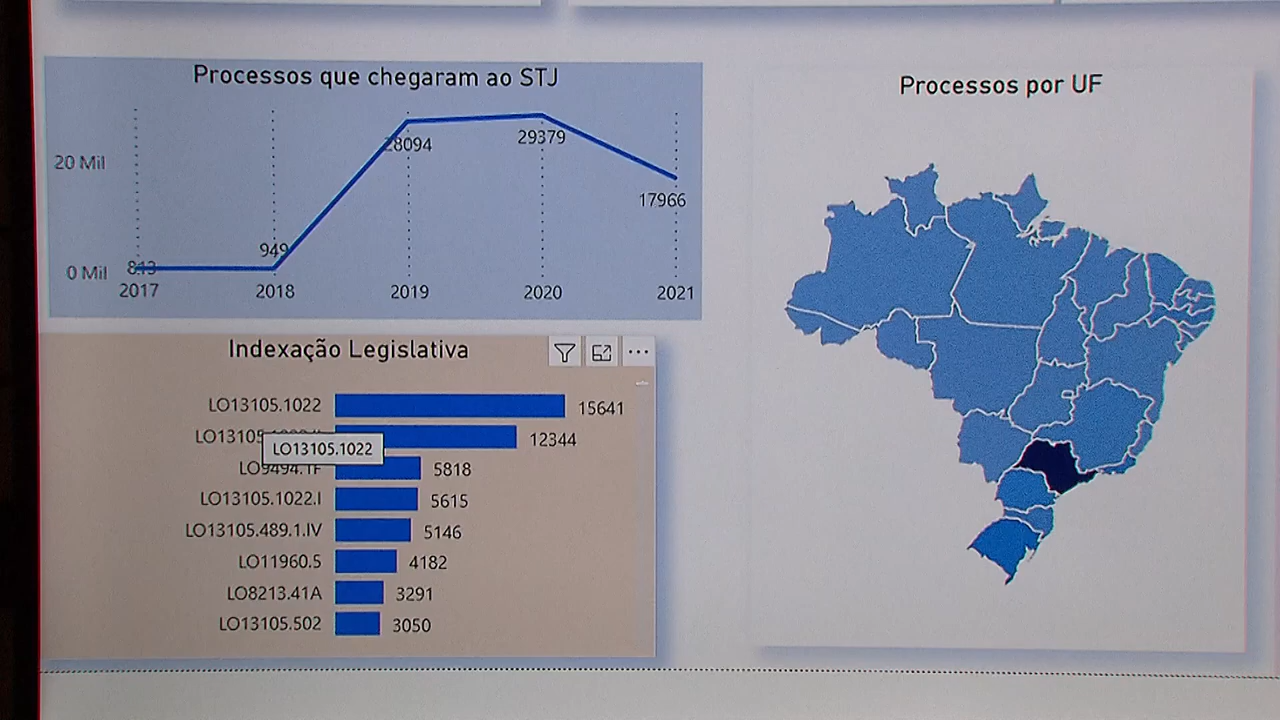 Processos que chegaram ao STJ
20 Mil
0 Mil
813
949
28094
29379
17966
2017 2018 2019 2020 2021
Indexação Legislativa
LO13105.1022 15641
LO13105 12344
LO13105.1022
LO9494.1F 5818
LO13105.1022.I 5615
LO13105.489.1.IV 5146
LO11960.5 4182
LO8213.41A 3291
LO13105.502 3050
Processos por UF